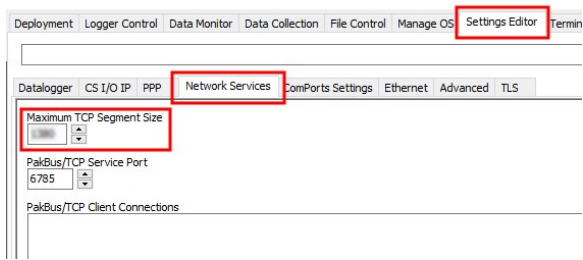 Deployment Logger Control Data Monitor Data Collection File Control Manage OS Settings Editor Termin
Datalogger CS I/O IP PPP Network Services ComPorts Settings Ethernet Advanced TLS
Maximum TCP Segment Size
PakBus/TCP Service Port
6785
PakBus/TCP Client Connections